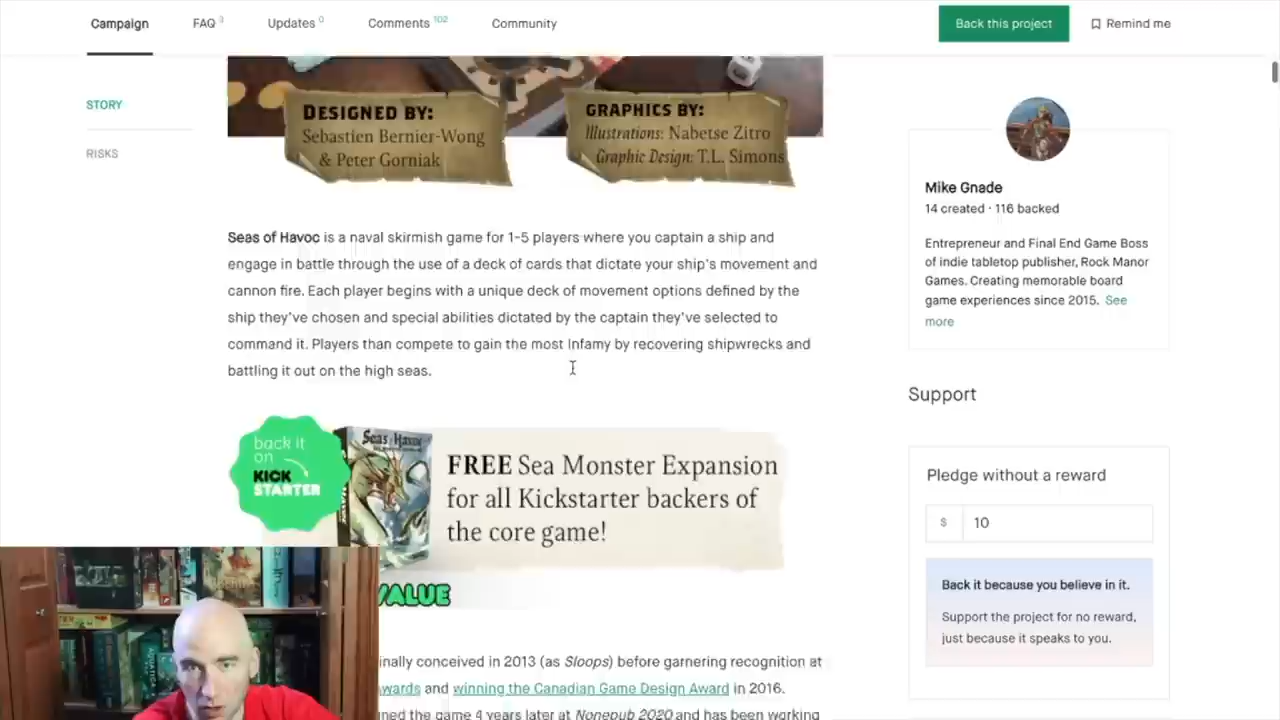 Campaign
FAQ 3
Updates 0
Comments 102
Community
Back this project
Remind me
STORY
RISKS
DESIGNED BY:
Sebastien Bernier-Wong
& Peter Gorniak
GRAPHICS BY:
Illustrations: Nabetse Zitro
Graphic Design: T.L. Simons
Seas of Havoc is a naval skirmish game for 1-5 players where you captain a ship and
engage in battle through the use of a deck of cards that dictate your ship's movement and
cannon fire. Each player begins with a unique deck of movement options defined by the
ship they've chosen and special abilities dictated by the captain they've selected to
command it. Players than compete to gain the most Infamy by recovering shipwrecks and
battling it out on the high seas.
back it
on
KICK
STARTER
Seas of Havoc
FREE Sea Monster Expansion
for all Kickstarter backers of
the core game!
VALUE
inally conceived in 2013 (as Sloops) before garnering recognition at
wards and winning the Canadian Game Design Award in 2016.
ned the game 4 years later at Nonepub 2020 and has been working
Mike Gnade
14 created · 116 backed
Entrepreneur and Final End Game Boss
of indie tabletop publisher, Rock Manor
Games. Creating memorable board
game experiences since 2015. See
more
Support
Pledge without a reward
$ 10
Back it because you believe in it.
Support the project for no reward,
just because it speaks to you.